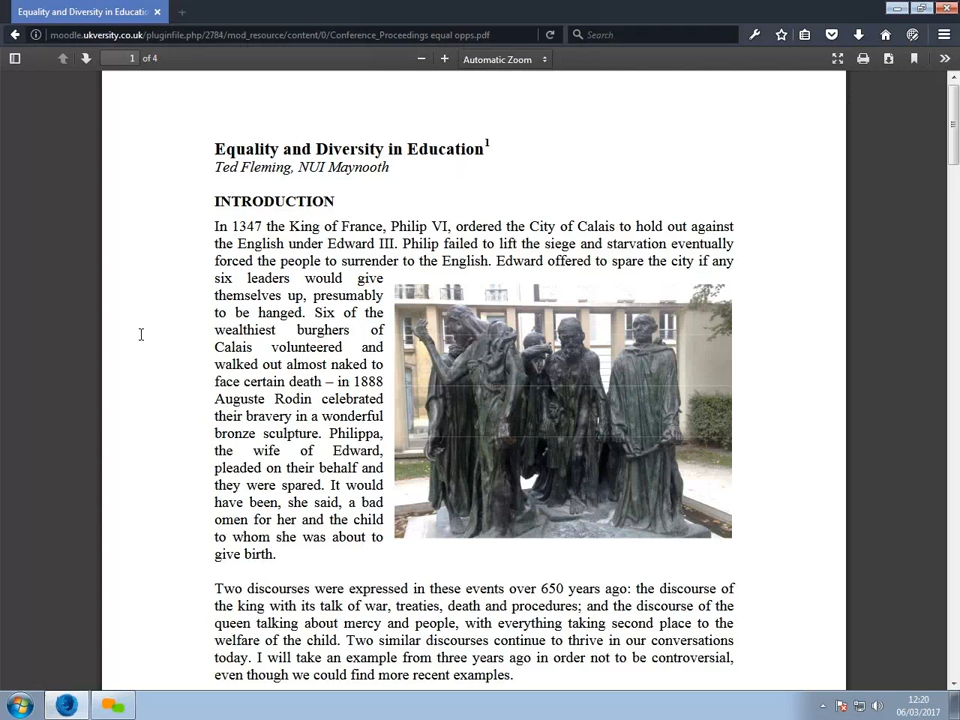 Equality and Diversity in Educatio
moodle.ukversity.co.uk/pluginfile.php/2784/mod_resource/content/0/Conference_Proceedings equal opps.pdf
Search
1 of 4
Automatic Zoom
Equality and Diversity in Education1
Ted Fleming, NUI Maynooth
INTRODUCTION
In 1347 the King of France, Philip VI, ordered the City of Calais to hold out against
the English under Edward III. Philip failed to lift the siege and starvation eventually
forced the people to surrender to the English. Edward offered to spare the city if any
six leaders would give
themselves up, presumably
to be hanged. Six of the
wealthiest burghers of
Calais volunteered and
walked out almost naked to
face certain death – in 1888
Auguste Rodin celebrated
their bravery in a wonderful
bronze sculpture. Philippa,
the wife of Edward,
pleaded on their behalf and
they were spared. It would
have been, she said, a bad
omen for her and the child
to whom she was about to
give birth.
Two discourses were expressed in these events over 650 years ago: the discourse of
the king with its talk of war, treaties, death and procedures; and the discourse of the
queen talking about mercy and people, with everything taking second place to the
welfare of the child. Two similar discourses continue to thrive in our conversations
today. I will take an example from three years ago in order not to be controversial,
even though we could find more recent examples.
12:20
06/03/2017